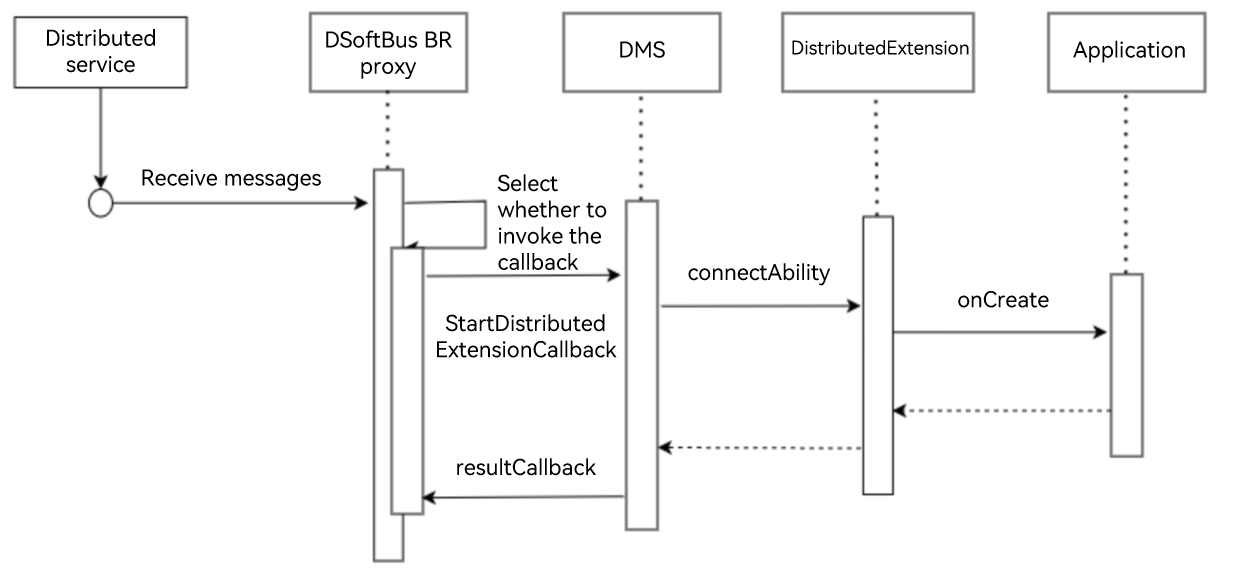 Distributed
service
DSoftBus BR
proxy
DMS
DistributedExtension
Application
Receive messages
Select
whether to
invoke the
callback
connectAbility
onCreate
StartDistributed
ExtensionCallback
resultCallback